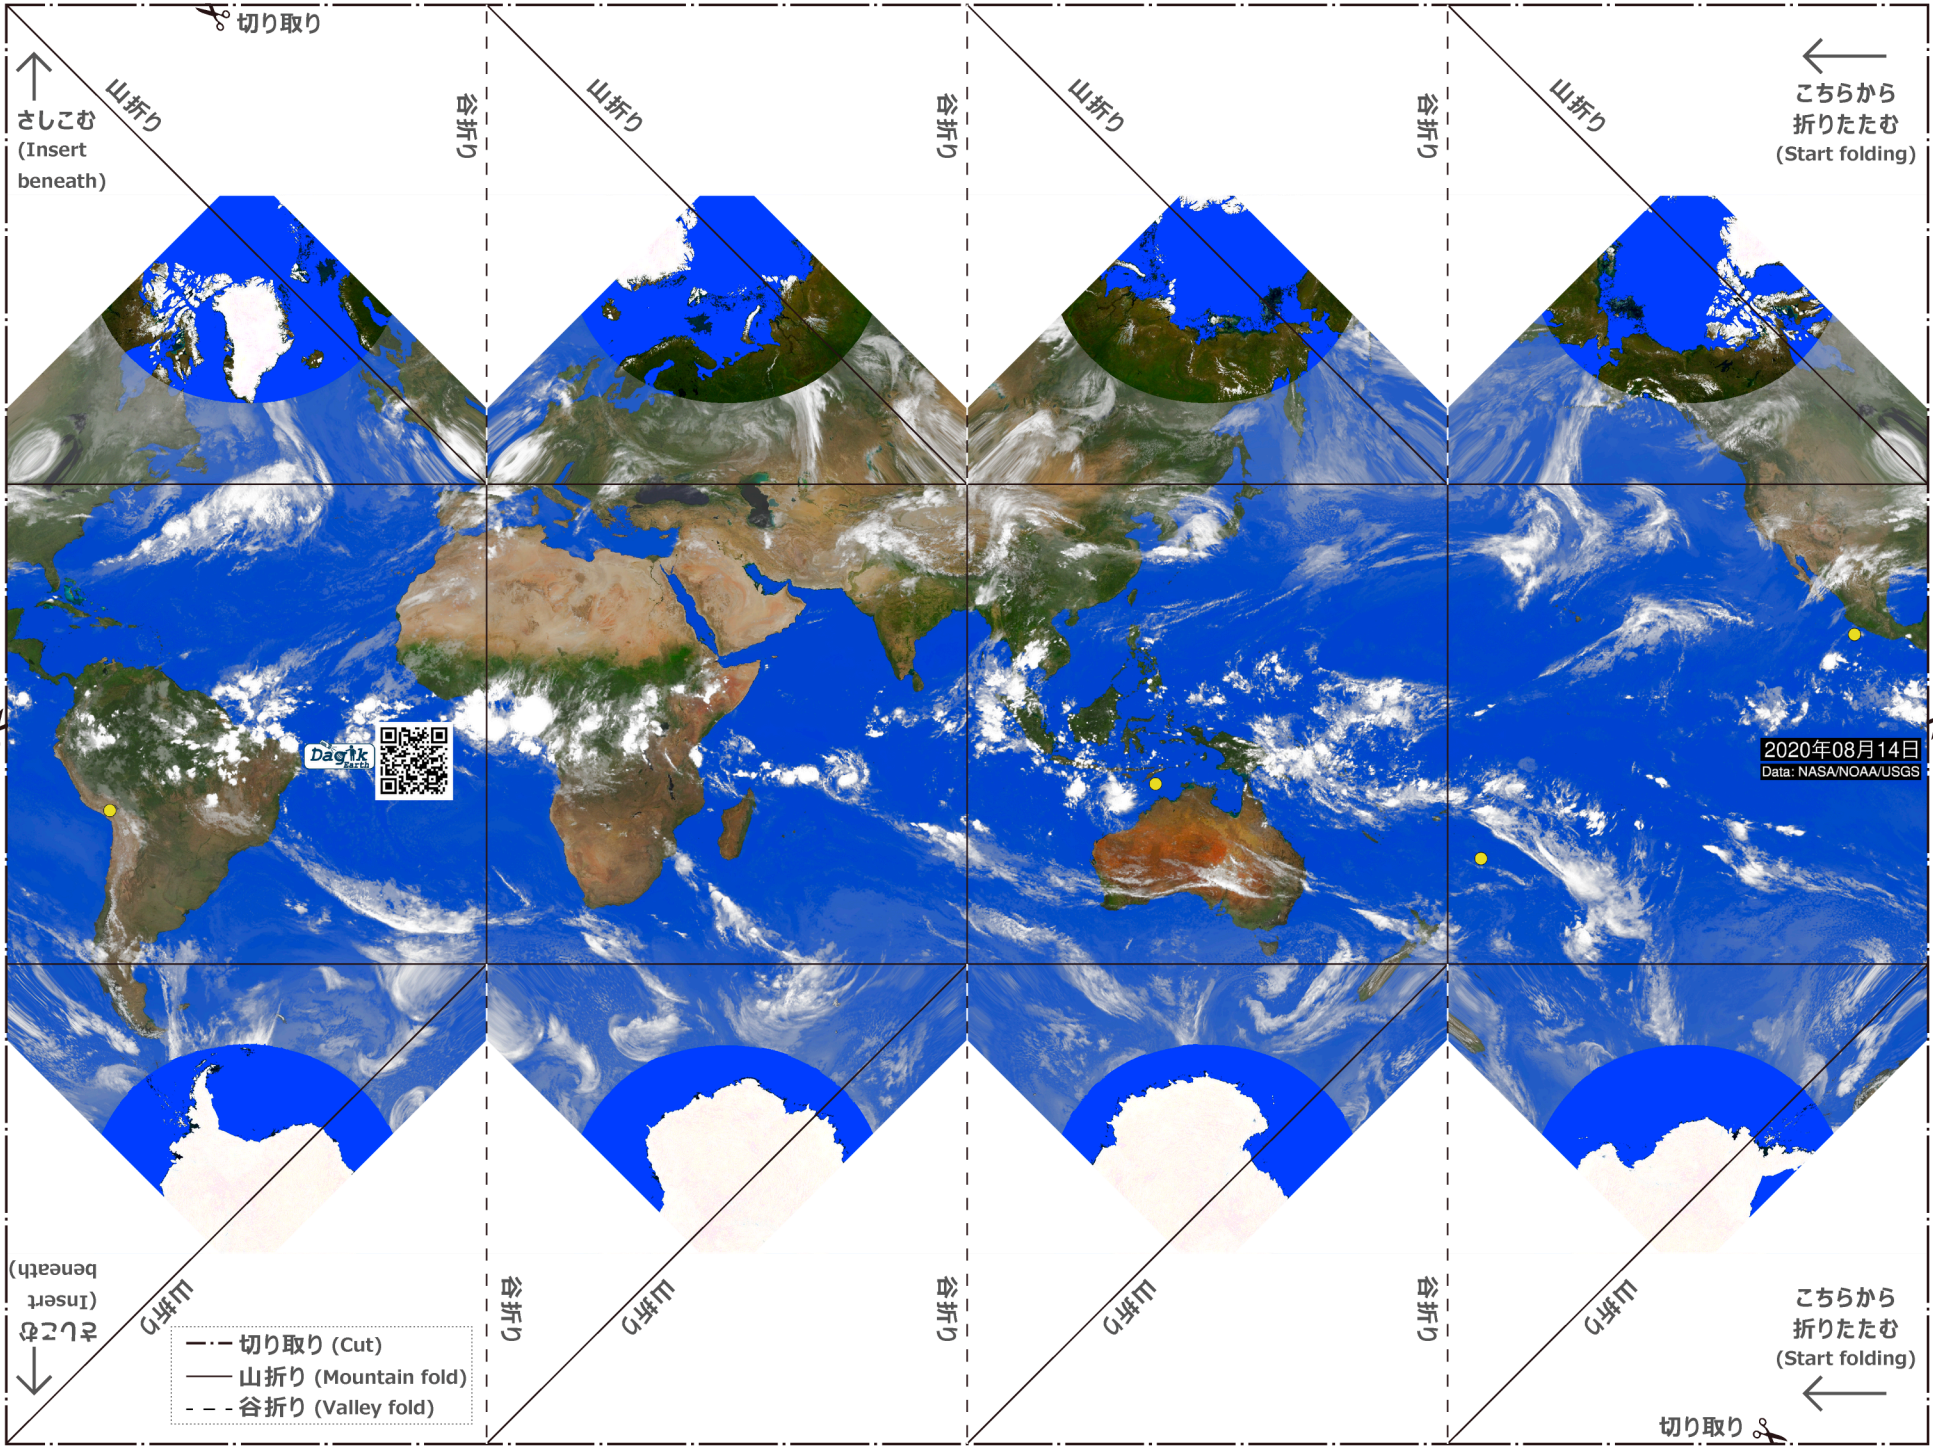 切り取り
さしこむ
(Insert
beneath)
山折り
谷折り
山折り
谷折り
山折り
谷折り
山折り
こちらから
折りたたむ
(Start folding)
Dagik
Earth
2020年08月14日
Data: NASA/NOAA/USGS
さしこむ
(Insert
beneath)
山折り
谷折り
山折り
谷折り
山折り
谷折り
山折り
こちらから
折りたたむ
(Start folding)
切り取り (Cut)
山折り (Mountain fold)
谷折り (Valley fold)
切り取り